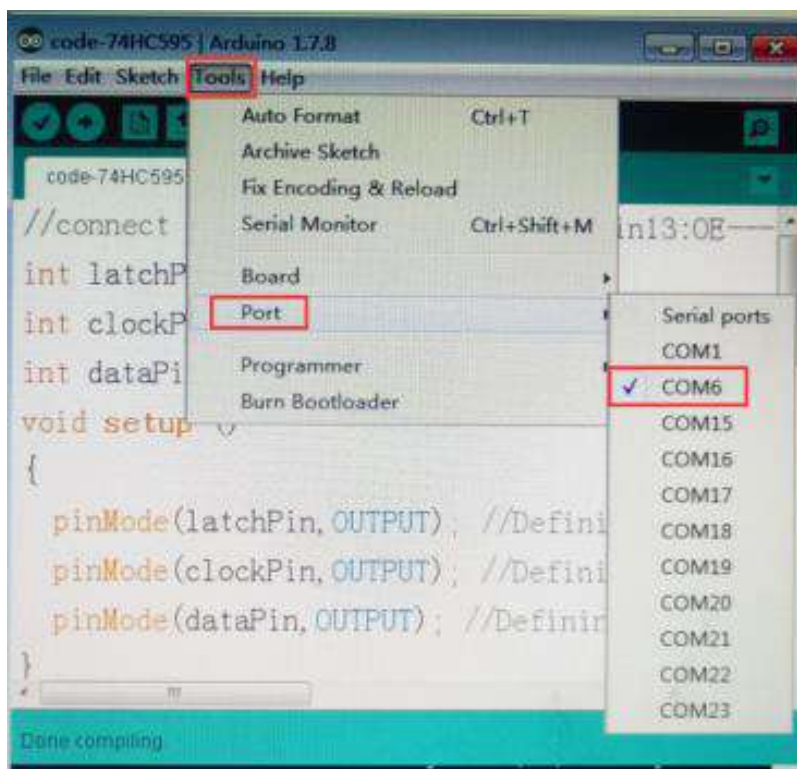 code-74HC595 | Arduino 1.7.8
File Edit Sketch Tools Help
Auto Format Ctrl+T
Archive Sketch
code-74HC595
Fix Encoding & Reload
//connect Serial Monitor Ctrl+Shift+M in13:OE----
int latchP Board
int clockP Port Serial ports
COM1
int dataPi Programmer COM6
Burn Bootloader
void setup () COM15
{ COM16
COM17
pinMode(latchPin,OUTPUT); //Defini COM18
pinMode(clockPin,OUTPUT); //Defini COM19
COM20
pinMode(dataPin,OUTPUT); //Definin COM21
} COM22
COM23
Done compiling